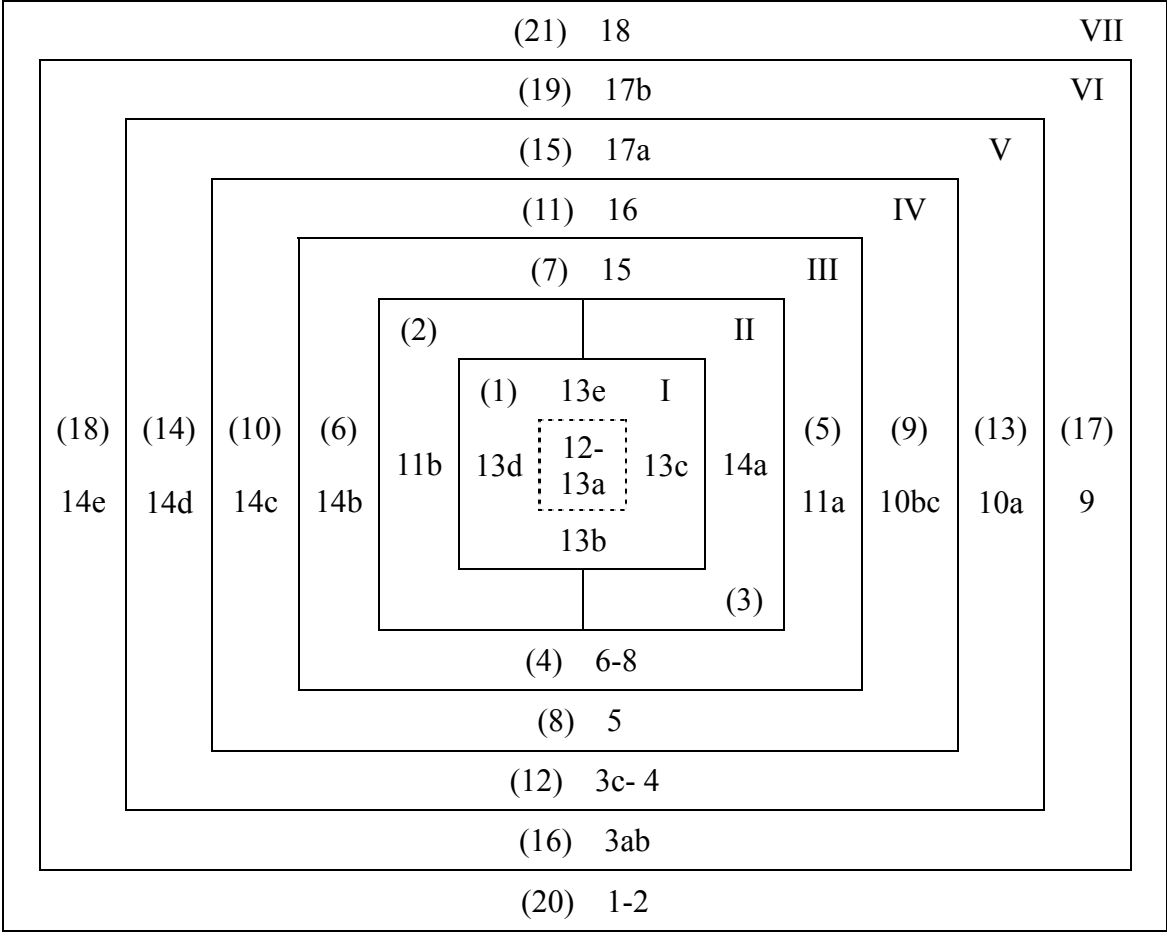 (21) 18 VII
(19) 17b VI
(15) 17a V
(11) 16 IV
(7) 15 III
(2) II
(1) 13e I
(18) (14) (10) (6) 12- (5) (9) (13) (17)
11b 13d 13c 14a
13a
14e 14d 14c 14b 11a 10bc 10a 9
13b
(3)
(4) 6-8
(8) 5
(12) 3c- 4
(16) 3ab
(20) 1-2